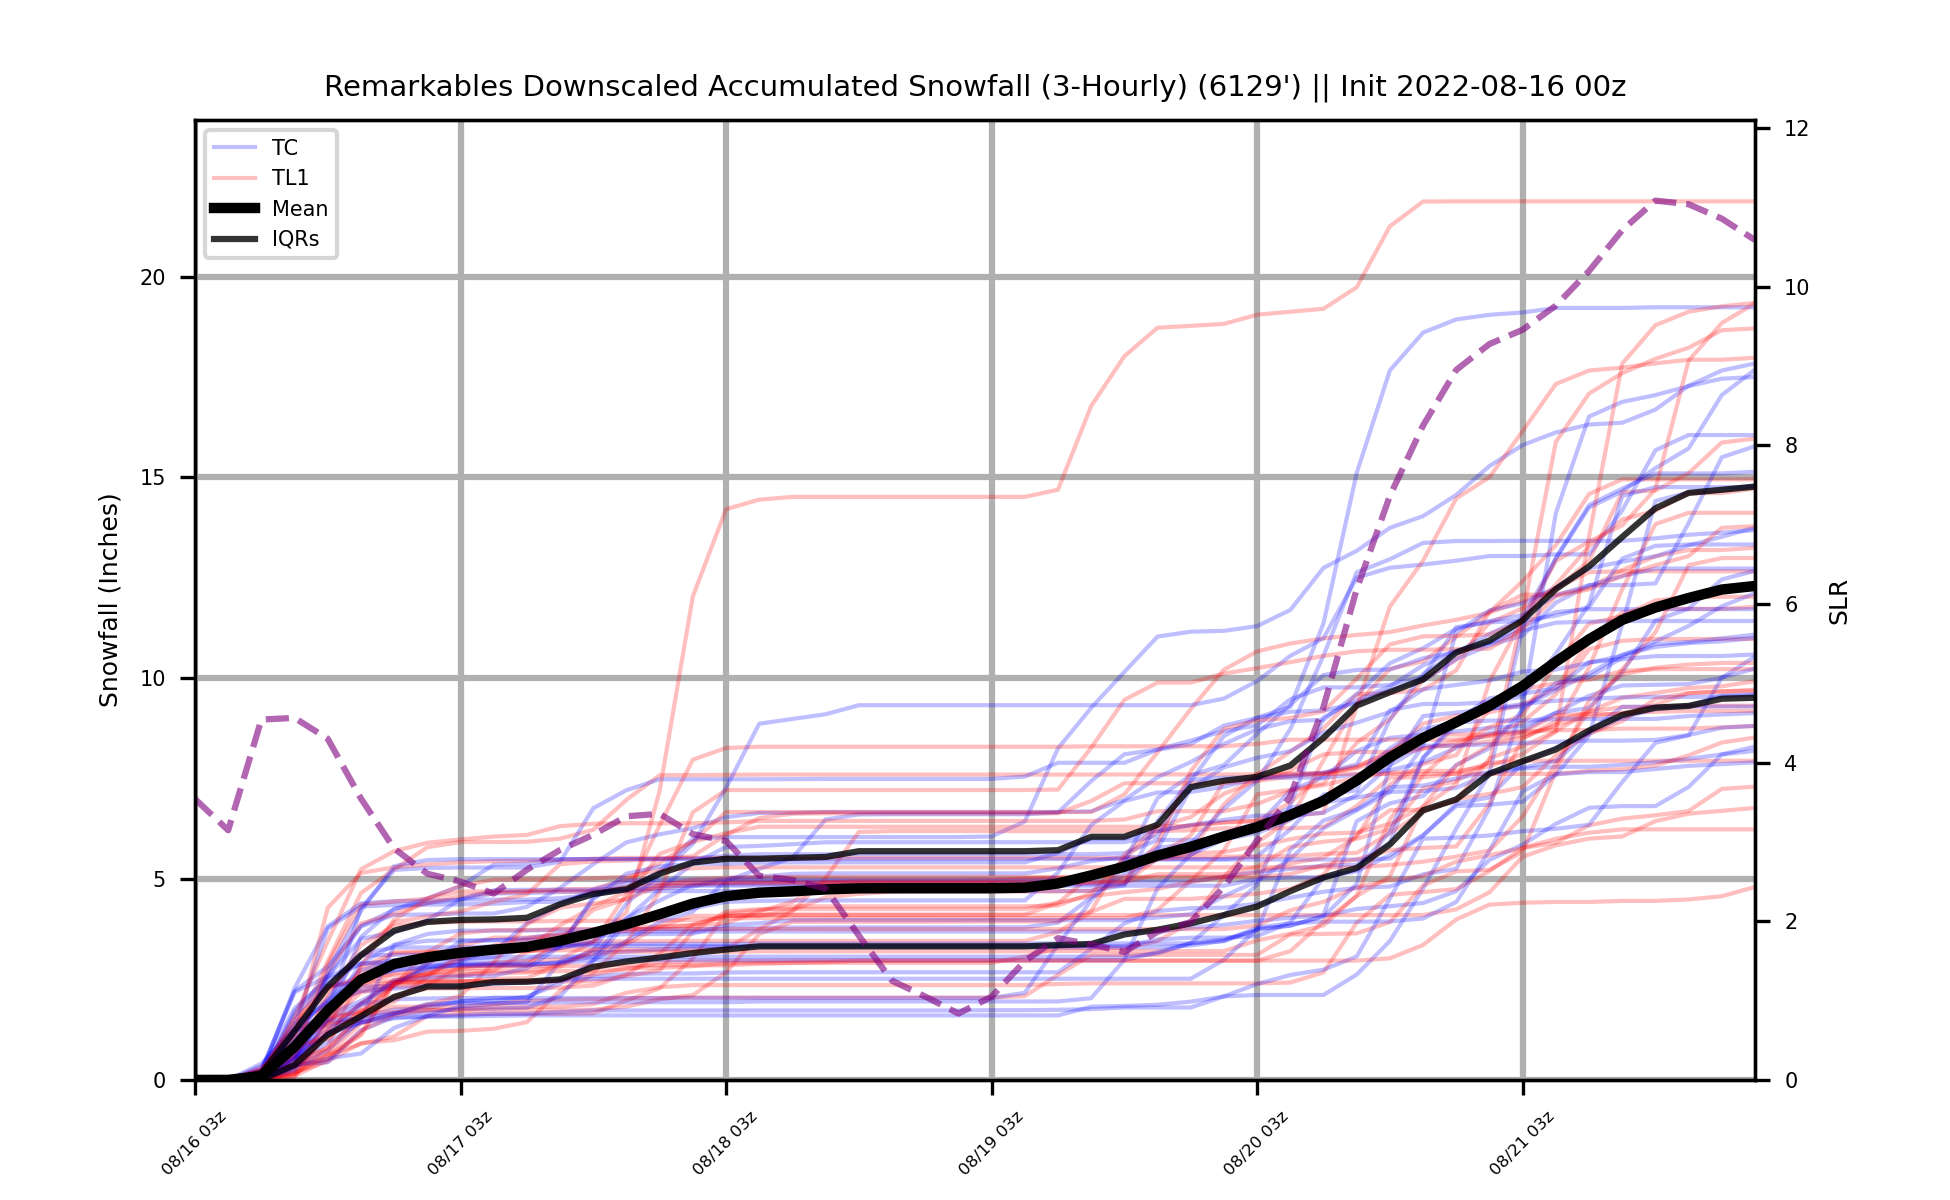 Remarkables Downscaled Accumulated Snowfall (3-Hourly) (6129') || Init 2022-08-16 00z
TC
TL1
Mean
IQRs
Snowfall (Inches)
20
15
10
5
0
12
10
8
6
4
2
0
SLR
08/16 03z
08/17 03z
08/18 03z
08/19 03z
08/20 03z
08/21 03z